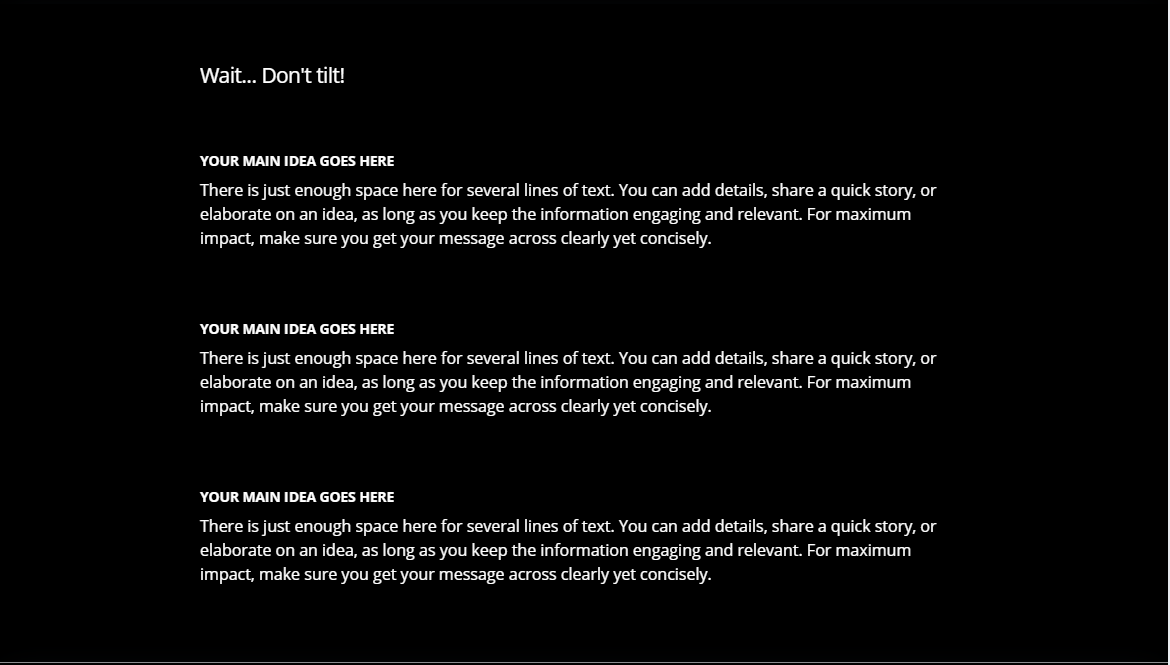 Wait... Don't tilt!
YOUR MAIN IDEA GOES HERE
There is just enough space here for several lines of text. You can add details, share a quick story, or
elaborate on an idea, as long as you keep the information engaging and relevant. For maximum
impact, make sure you get your message across clearly yet concisely.
YOUR MAIN IDEA GOES HERE
There is just enough space here for several lines of text. You can add details, share a quick story, or
elaborate on an idea, as long as you keep the information engaging and relevant. For maximum
impact, make sure you get your message across clearly yet concisely.
YOUR MAIN IDEA GOES HERE
There is just enough space here for several lines of text. You can add details, share a quick story, or
elaborate on an idea, as long as you keep the information engaging and relevant. For maximum
impact, make sure you get your message across clearly yet concisely.